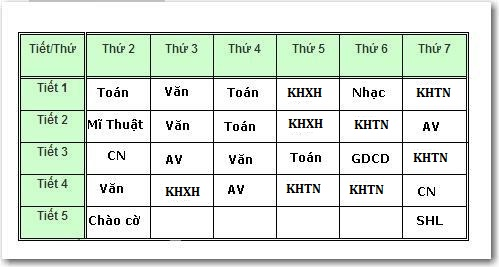 Tiết/Thứ Thứ 2 Thứ 3 Thứ 4 Thứ 5 Thứ 6 Thứ 7
Tiết 1 Toán Văn Toán KHXH Nhạc KHTN
Tiết 2 Mĩ Thuật Văn Toán KHXH KHTN AV
Tiết 3 CN AV Văn Toán GDCD KHTN
Tiết 4 Văn KHXH AV KHTN KHTN CN
Tiết 5 Chào cờ SHL